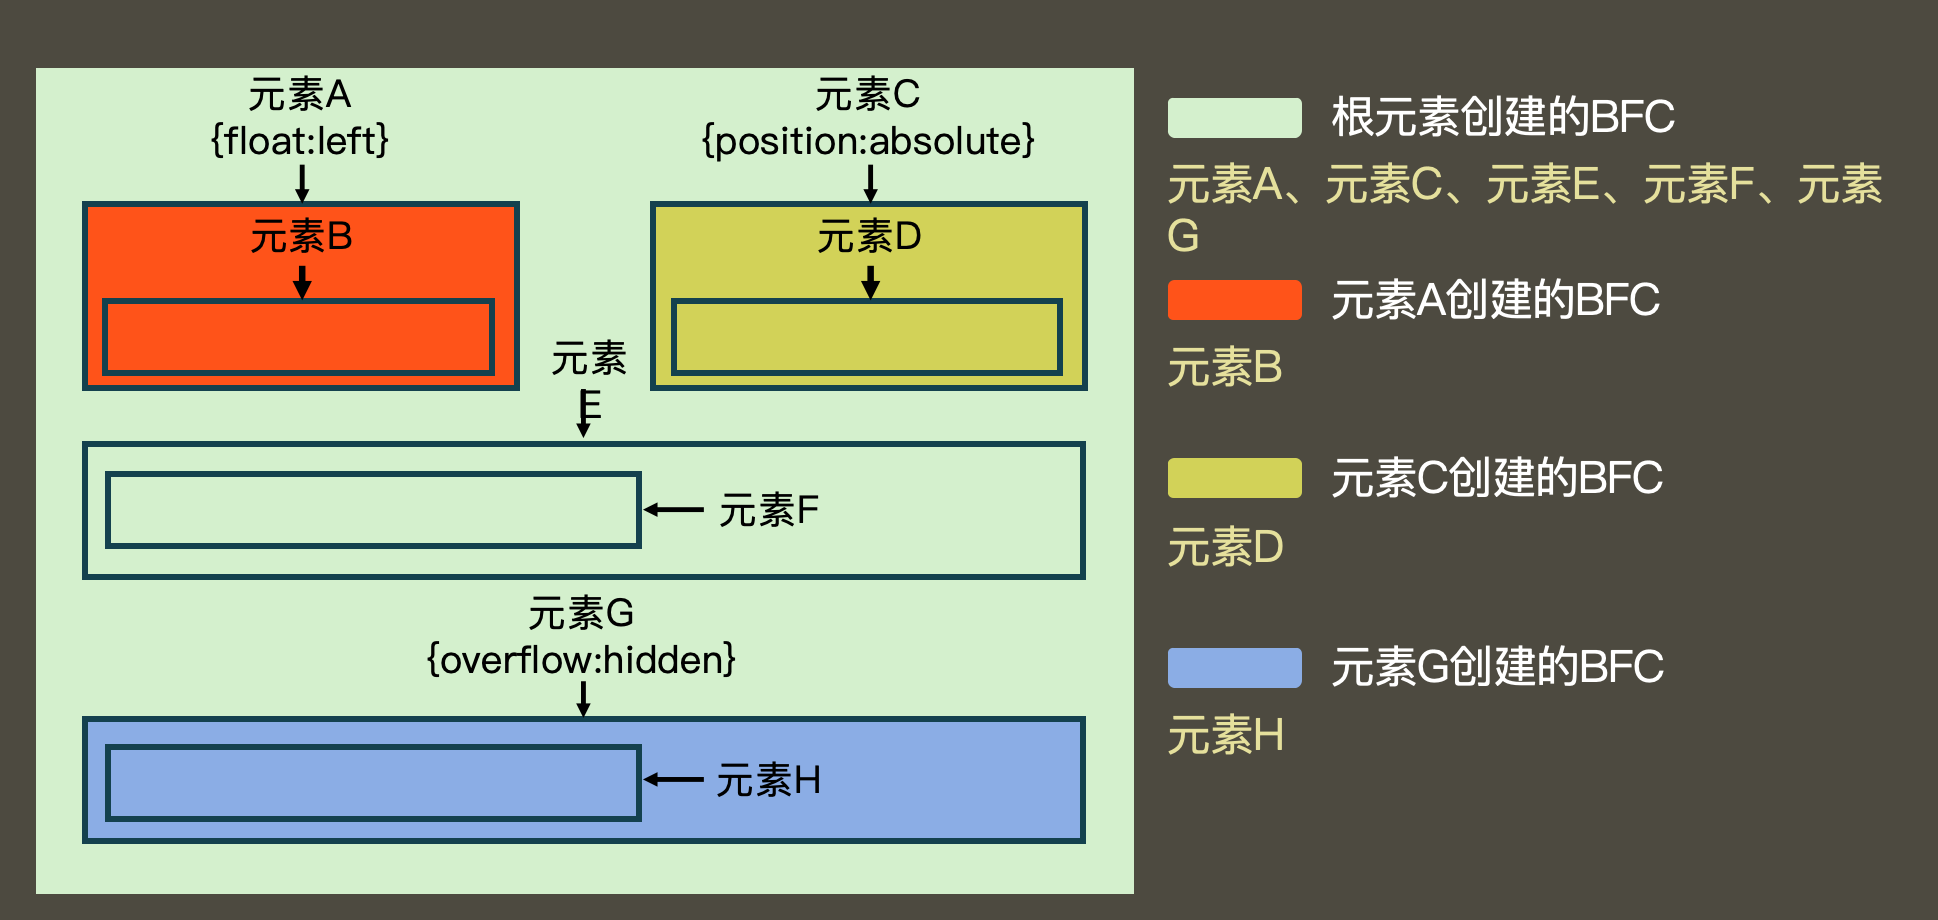 元素A
{float:left}
元素B
元素C
{position:absolute}
元素D
元素
E
元素F
元素G
{overflow:hidden}
元素H
根元素创建的BFC
元素A、元素C、元素E、元素F、元素
G
元素A创建的BFC
元素B
元素C创建的BFC
元素D
元素G创建的BFC
元素H